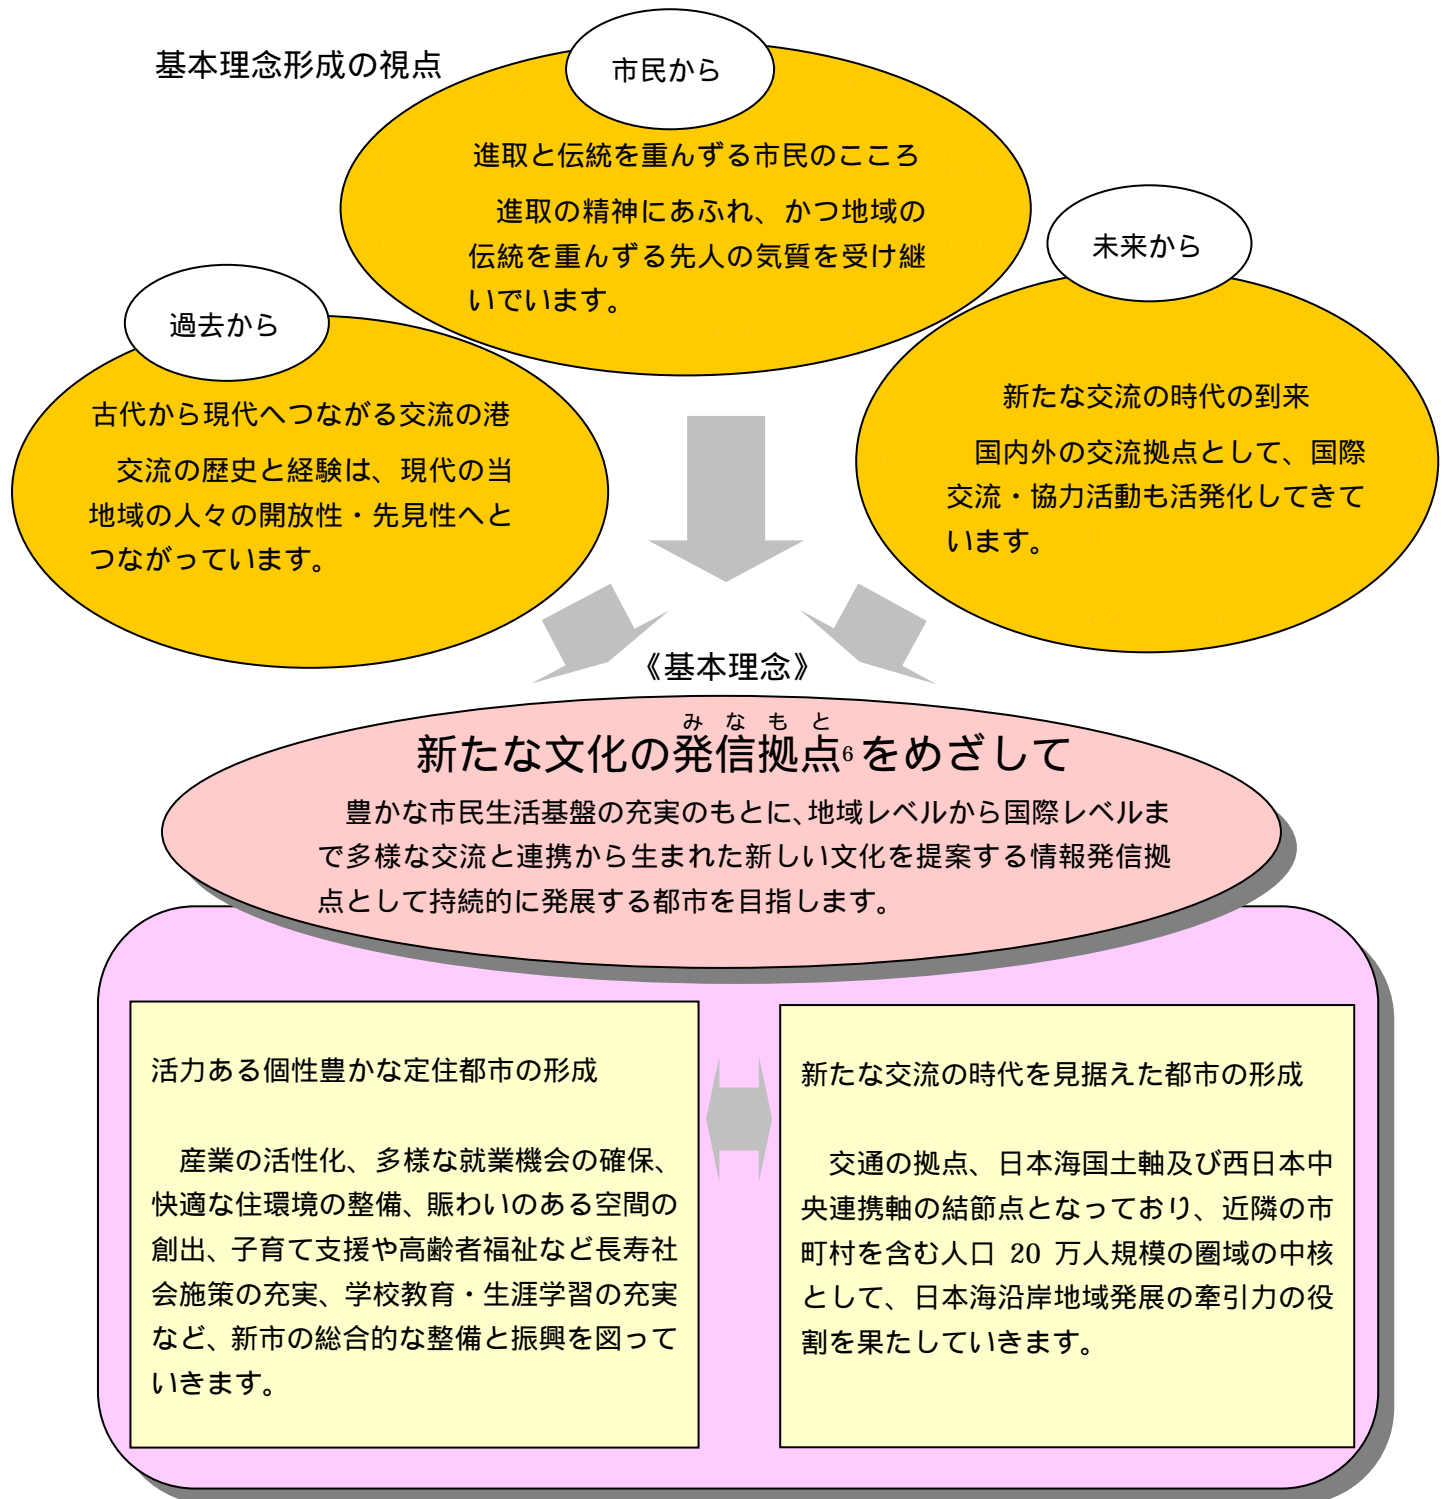 基本理念形成の視点
市民から
進取と伝統を重んずる市民のこころ
進取の精神にあふれ、かつ地域の
伝統を重んずる先人の気質を受け継
いでいます。
過去から
古代から現代へつながる交流の港
交流の歴史と経験は、現代の当
地域の人々の開放性・先見性へと
つながっています。
未来から
新たな交流の時代の到来
国内外の交流拠点として、国際
交流・協力活動も活発化してきて
います。
《基本理念》
みなもと
新たな文化の発信拠点6をめざして
豊かな市民生活基盤の充実のもとに、地域レベルから国際レベルま
で多様な交流と連携から生まれた新しい文化を提案する情報発信拠
点として持続的に発展する都市を目指します。
活力ある個性豊かな定住都市の形成
産業の活性化、多様な就業機会の確保、
快適な住環境の整備、賑わいのある空間の
創出、子育て支援や高齢者福祉など長寿社
会施策の充実、学校教育・生涯学習の充実
など、新市の総合的な整備と振興を図って
いきます。
新たな交流の時代を見据えた都市の形成
交通の拠点、日本海国土軸及び西日本中
央連携軸の結節点となっており、近隣の市
町村を含む人口 20 万人規模の圏域の中核
として、日本海沿岸地域発展の牽引力の役
割を果たしていきます。